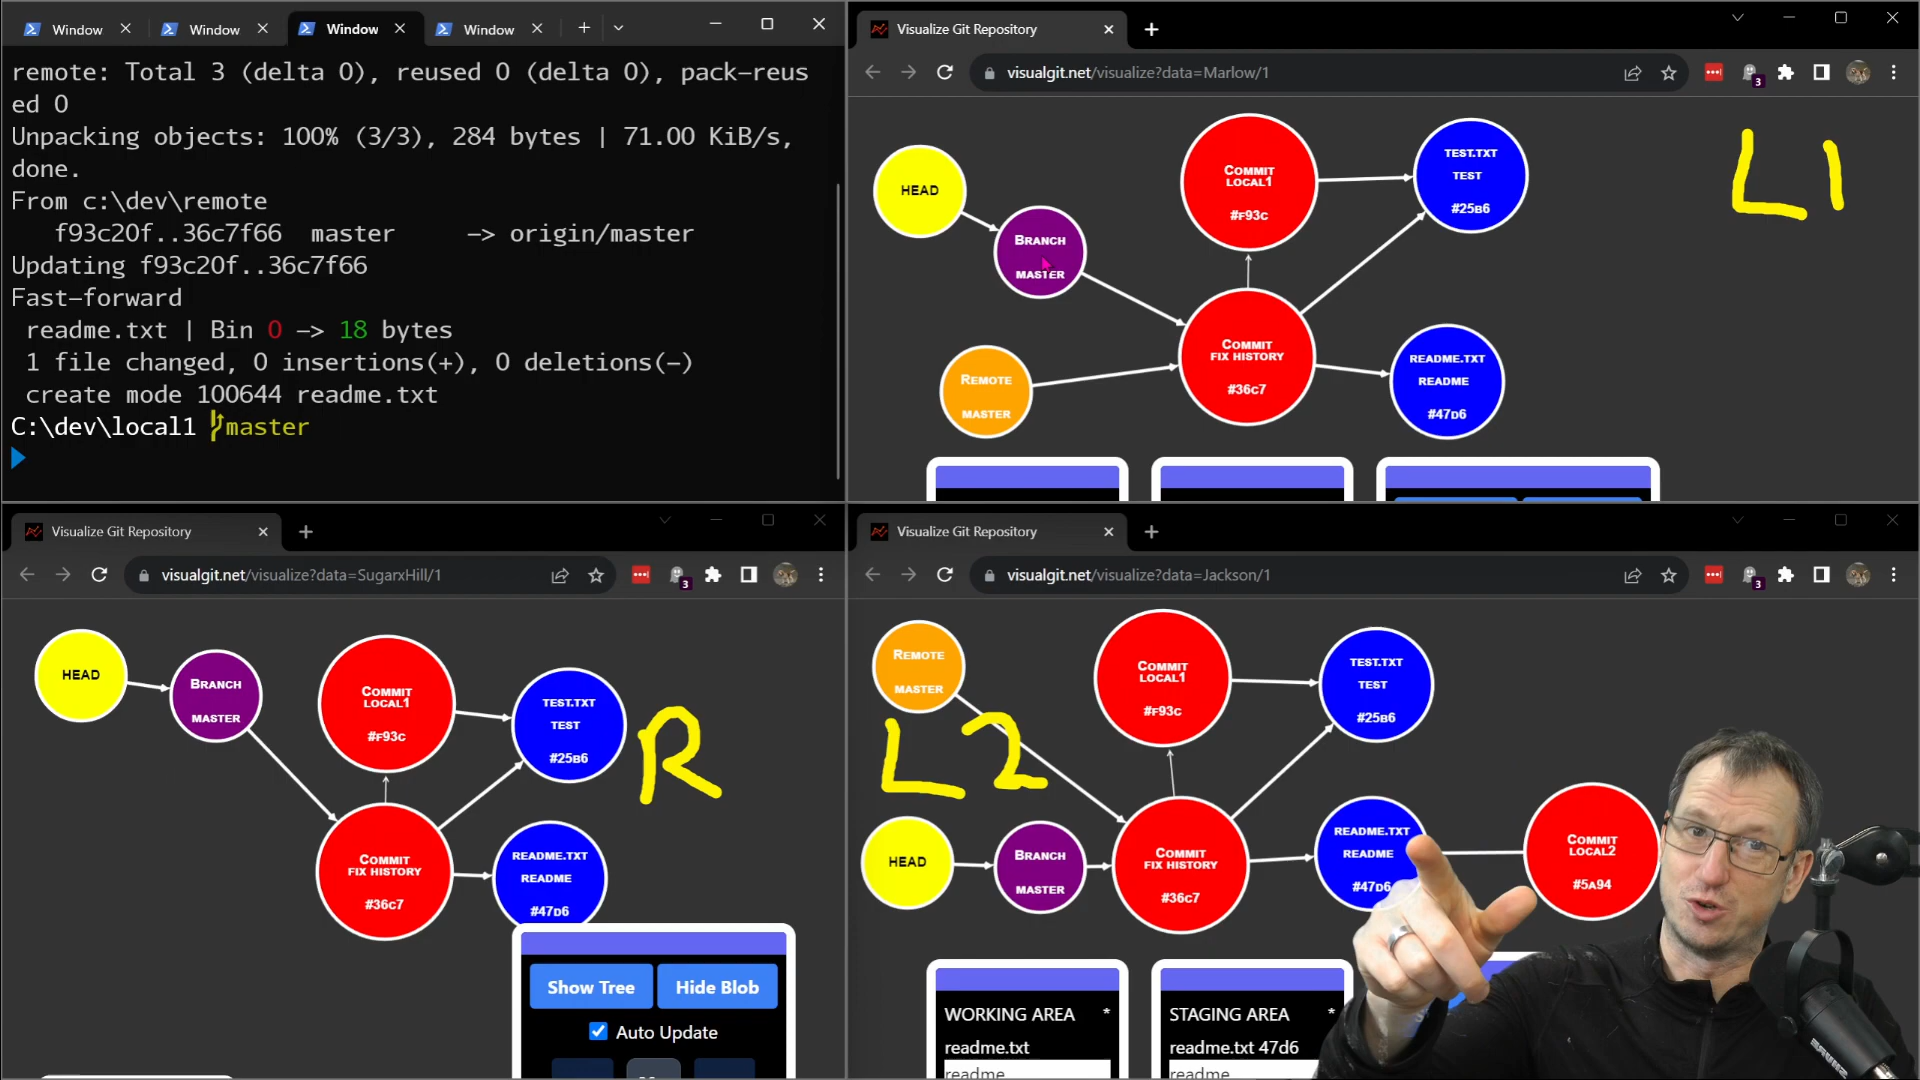 Window
Window
Window
Window
remote: Total 3 (delta 0), reused 0 (delta 0), pack-reus
ed 0
Unpacking objects: 100% (3/3), 284 bytes | 71.00 KiB/s,
done.
From c:\dev\remote
f93c20f..36c7f66 master -> origin/master
Updating f93c20f..36c7f66
Fast-forward
readme.txt | Bin 0 -> 18 bytes
1 file changed, 0 insertions(+), 0 deletions(-)
create mode 100644 readme.txt
C:\dev\local1 master
Visualize Git Repository
visualgit.net/visualize?data=Marlow/1
3
HEAD
BRANCH
MASTER
COMMIT
LOCAL1
#F93C
TEST.TXT
TEST
#25B6
REMOTE
MASTER
COMMIT
FIX HISTORY
#36C7
README.TXT
README
#47D6
L1
Visualize Git Repository
visualgit.net/visualize?data=SugarxHill/1
3
HEAD
BRANCH
MASTER
COMMIT
LOCAL1
#F93C
TEST.TXT
TEST
#25B6
R
COMMIT
FIX HISTORY
#36C7
README.TXT
README
#47D6
Show Tree
Hide Blob
Auto Update
Visualize Git Repository
visualgit.net/visualize?data=Jackson/1
3
REMOTE
MASTER
COMMIT
LOCAL1
#F93C
TEST.TXT
TEST
#25B6
L2
HEAD
BRANCH
MASTER
COMMIT
FIX HISTORY
#36C7
README.TXT
README
#47D6
COMMIT
LOCAL2
#5A94
WORKING AREA *
readme.txt
readme
STAGING AREA *
readme.txt 47d6
readme